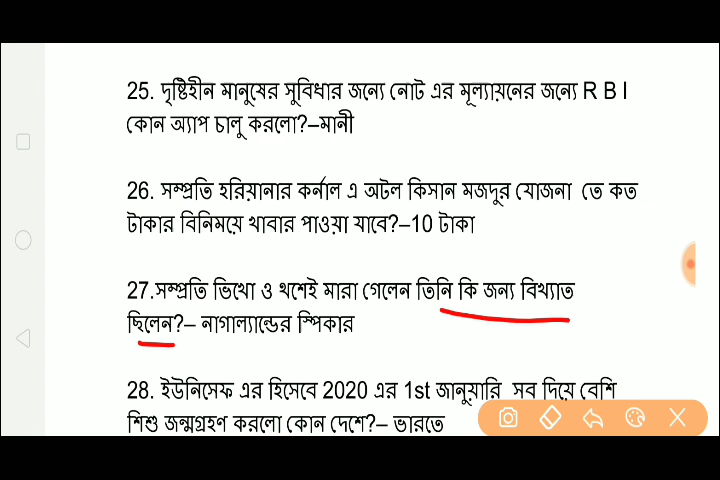 25. দৃষ্টিহীন মানুষের সুবিধার জন্যে নোট এর মূল্যায়নের জন্যে R B I
কোন অ্যাপ চালু করলো?–মানী
26. সম্প্রতি হরিয়ানার কর্নাল এ অটল কিসান মজদুর যোজনা তে কত
টাকার বিনিময়ে খাবার পাওয়া যাবে?–10 টাকা
27.সম্প্রতি ভিখো ও যশেই মারা গেলেন তিনি কি জন্য বিখ্যাত
ছিলেন?– নাগাল্যান্ডের স্পিকার
28. ইউনিসেফ এর হিসেবে 2020 এর 1st জানুয়ারি সব দিয়ে বেশি
শিশু জন্মগ্রহণ করলো কোন দেশে?– ভারতে